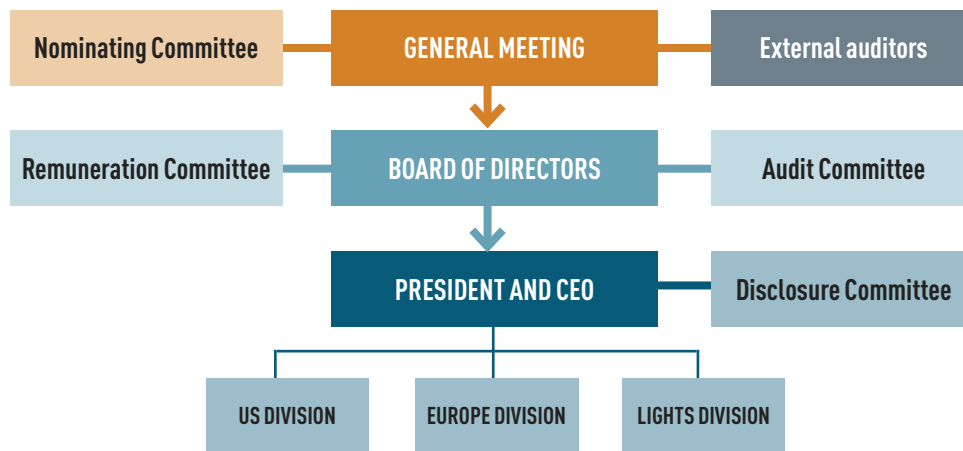 Nominating Committee
GENERAL MEETING
External auditors
Remuneration Committee
BOARD OF DIRECTORS
Audit Committee
PRESIDENT AND CEO
Disclosure Committee
US DIVISION
EUROPE DIVISION
LIGHTS DIVISION